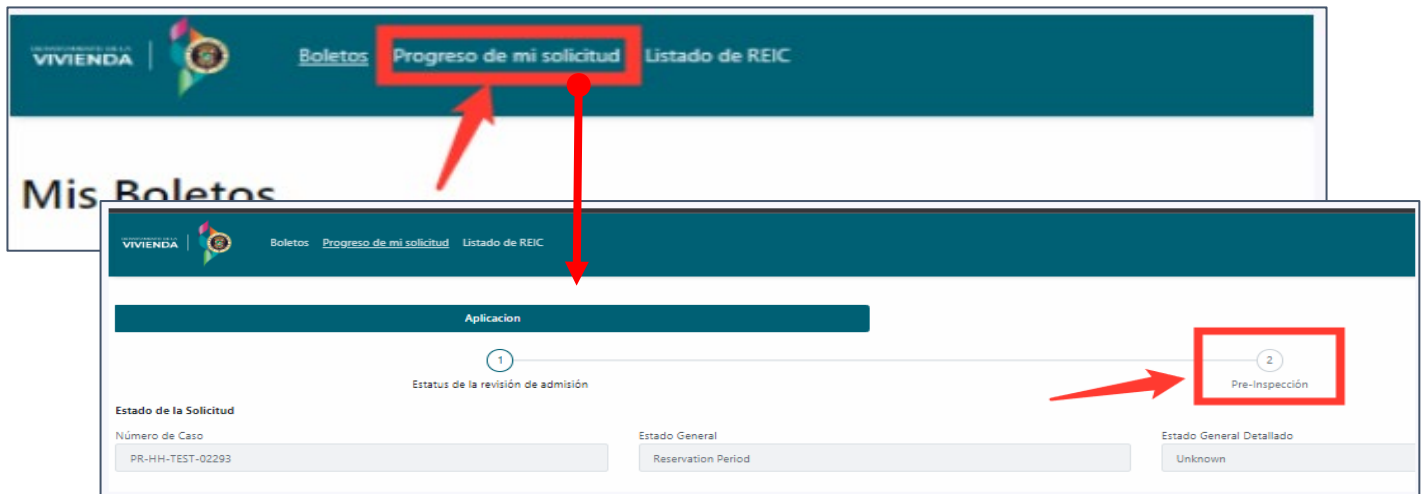 VIVIENDA
Boletos Progreso de mi solicitud Listado de REIC
Mis Boletos
VIVIENDA
Boletos Progreso de mi solicitud Listado de REIC
Aplicacion
1
2
Estatus de la revisión de admisión
Pre-Inspección
Estado de la Solicitud
Número de Caso Estado General Estado General Detallado
PR-HH-TEST-02293 Reservation Period Unknown